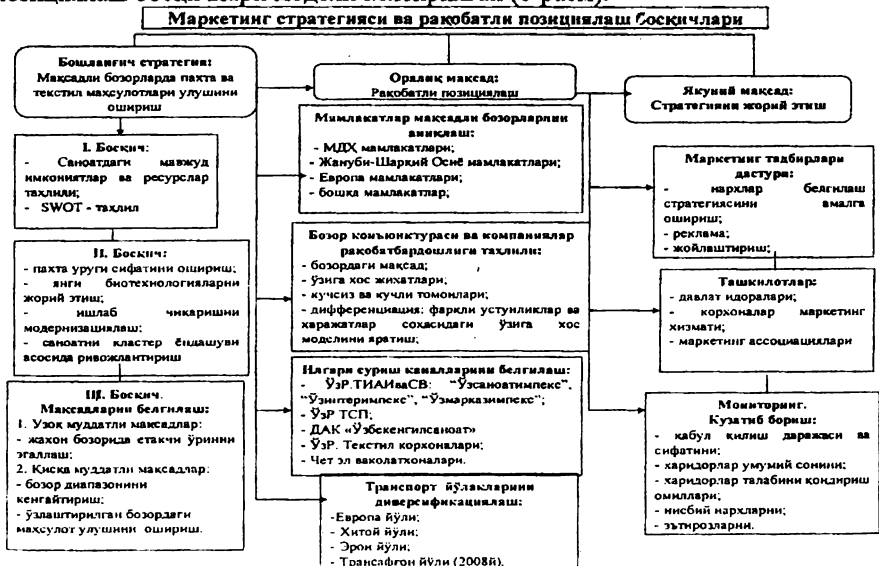 Маркетинг стратегияси ва рақобатли позициялаш босқичлари
Бошланғич стратегия:
Мақсадли бозорларда пахта ва
текстил маҳсулотлари улушини
ошириш
I. Босқич:
- Саноатдаги мавжуд
имкониятлар ва ресурслар
таҳлили;
- SWOT - таҳлил
II. Босқич:
- пахта уруғи сифатини ошириш;
- янги биотехнологияларни
жорий этиш;
- ишлаб чиқаришни
модернизациялаш;
- саноатни кластер ёндашуви
асосида ривожлантириш
III. Босқич.
Мақсадларни белгилаш:
1. Узоқ муддатли мақсадлар:
- жаҳон бозорида етакчи ўринни
эгаллаш;
2. Қисқа муддатли мақсадлар:
- бозор диапазонини
кенгайтириш;
- ўзлаштирилган бозордаги
маҳсулот улушини ошириш.
Оралиқ мақсад:
Рақобатли позициялаш
Мамлакатлар мақсадли бозорларини
аниқлаш:
- МДҲ мамлакатлари;
- Жануби-Шарқий Осиё мамлакатлари;
- Европа мамлакатлари;
- бошқа мамлакатлар;
Бозор конъюнктураси ва компаниялар
рақобатбардошлиги таҳлили:
- бозордаги мақсад;
- ўзига хос жиҳатлари;
- кучсиз ва кучли томонлари;
- дифференциация: фарқли устунликлар ва
харажатлар соҳасидаги ўзига хос
моделини яратиш;
Илгари суриш каналларини белгилаш:
- ЎзР.ТИАИваСВ: "Ўзсаноатимпекс",
"Ўзинтеримпекс", "Ўзмарказимпекс";
- ЎзР ТСП;
- ДАК «Ўзбекенгилсаноат»
- ЎзР. Текстил корхоналари;
- Чет эл ваколатхоналари.
Транспорт йўлакларини
диверсификациялаш:
-Европа йўли;
- Хитой йўли;
- Эрон йўли;
- Трансафғон йўли (2008й).
Якуний мақсад:
Стратегияни жорий этиш
Маркетинг тадбирлари
дастури:
- нархлар белгилаш
стратегиясини амалга
ошириш;
- реклама;
- жойлаштириш;
Ташкилотлар:
- давлат идоралари;
- корхоналар маркетинг
хизмати;
- маркетинг ассоциациялари
Мониторинг.
Кузатиб бориш:
- қабул қилиш даражаси ва
сифатини;
- харидорлар умумий сонини;
- харидорлар талабини қондириш
омиллари;
- нисбий нархларни;
- эътирозларни.